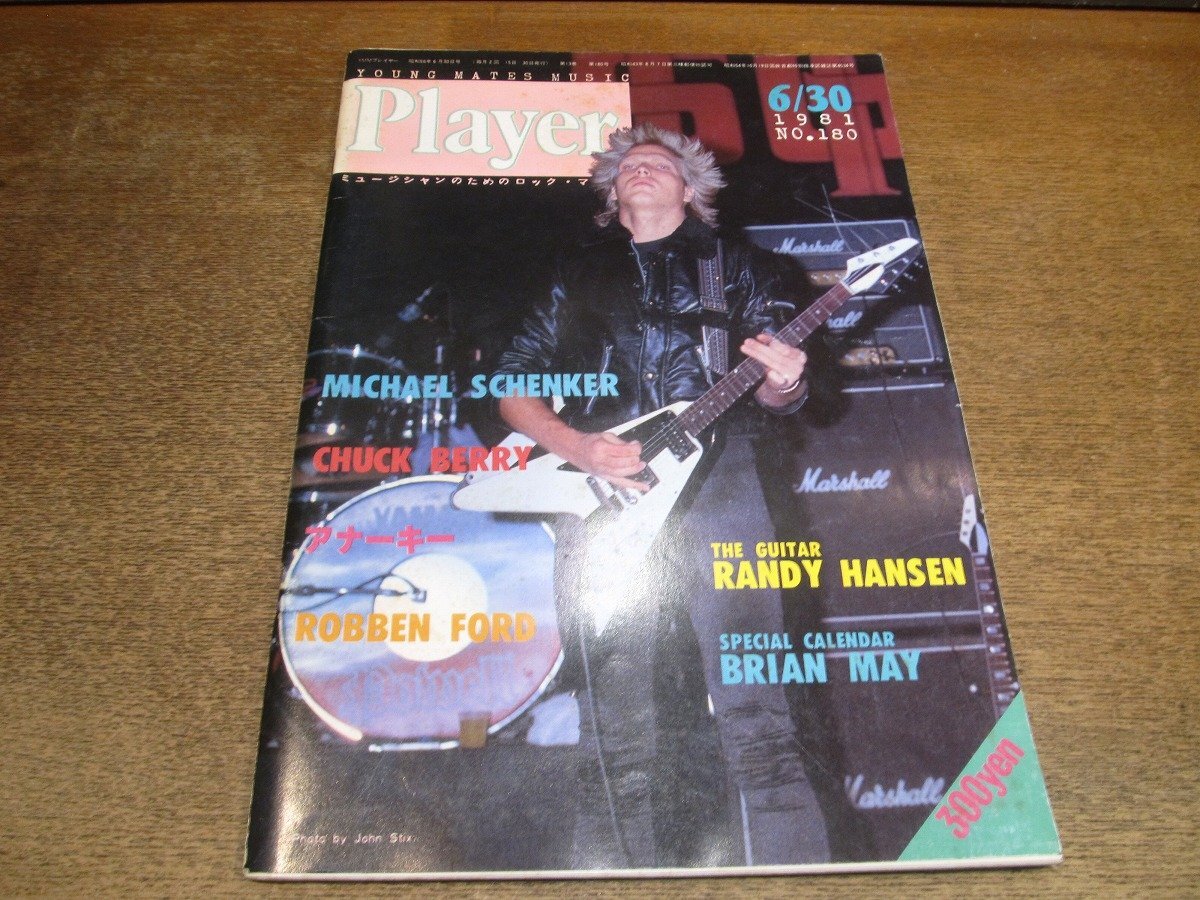 YOUNG MATES MUSIC
Player
ミュージシャンのためのロック・マ
6/30
1981
NO.180
Marshall
MICHAEL SCHENKER
CHUCK BERRY
アナーキー
ROBBEN FORD
Marshall
THE GUITAR
RANDY HANSEN
SPECIAL CALENDAR
BRIAN MAY
Marshall
300yen
Photo by John Stix